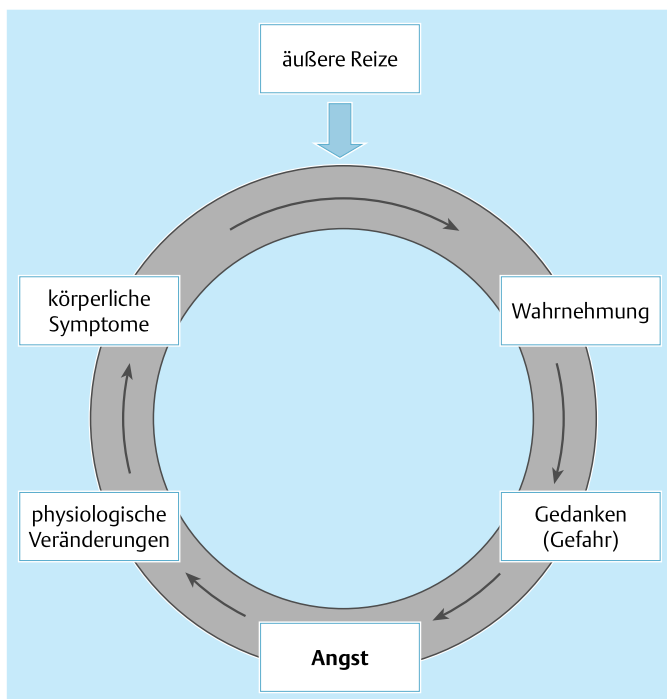 äußere Reize
körperliche
Symptome
Wahrnehmung
physiologische
Veränderungen
Gedanken
(Gefahr)
Angst